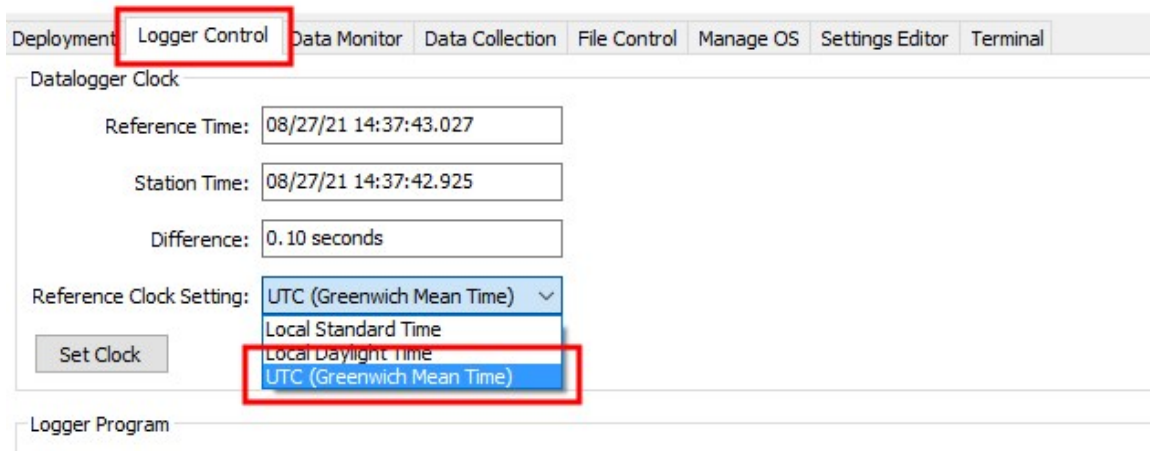 Deployment Logger Control Data Monitor Data Collection File Control Manage OS Settings Editor Terminal
Datalogger Clock
Reference Time: 08/27/21 14:37:43.027
Station Time: 08/27/21 14:37:42.925
Difference: 0.10 seconds
Reference Clock Setting: UTC (Greenwich Mean Time)
Local Standard Time
Set Clock Local Daylight Time
UTC (Greenwich Mean Time)
Logger Program